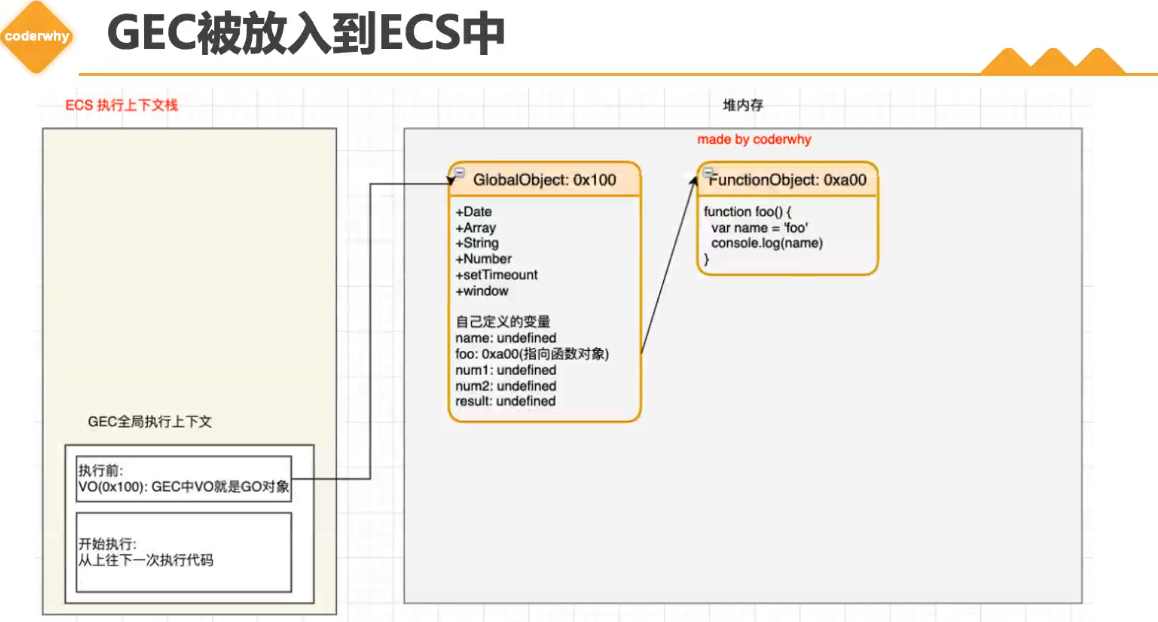 coderwhy
GEC被放入到ECS中
ECS 执行上下文栈
堆内存
made by coderwhy
GlobalObject: 0x100
+Date
+Array
+String
+Number
+setTimeount
+window
自己定义的变量
name: undefined
foo: 0xa00(指向函数对象)
num1: undefined
num2: undefined
result: undefined
FunctionObject: 0xa00
function foo() {
var name = 'foo'
console.log(name)
}
GEC全局执行上下文
执行前:
VO(0x100): GEC中VO就是GO对象
开始执行:
从上往下一次执行代码